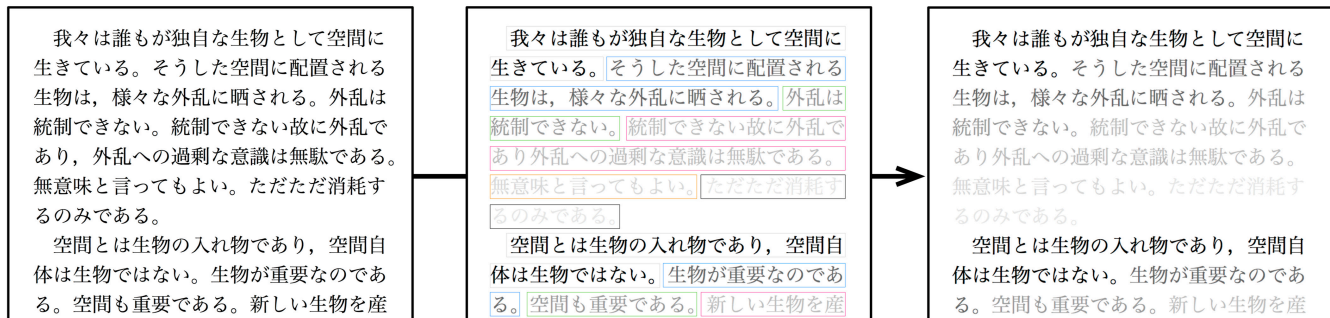 我々は誰もが独自な生物として空間に
生きている。そうした空間に配置される
生物は，様々な外乱に晒される。外乱は
統制できない。統制できない故に外乱で
あり，外乱への過剰な意識は無駄である。
無意味と言ってもよい。ただただ消耗す
るのみである。
空間とは生物の入れ物であり，空間自
体は生物ではない。生物が重要なのであ
る。空間も重要である。新しい生物を産
我々は誰もが独自な生物として空間に
生きている。そうした空間に配置される
生物は，様々な外乱に晒される。外乱は
統制できない。統制できない故に外乱で
あり外乱への過剰な意識は無駄である。
無意味と言ってもよい。ただただ消耗す
るのみである。
空間とは生物の入れ物であり，空間自
体は生物ではない。生物が重要なのであ
る。空間も重要である。新しい生物を産
我々は誰もが独自な生物として空間に
生きている。そうした空間に配置される
生物は，様々な外乱に晒される。外乱は
統制できない。統制できない故に外乱で
あり外乱への過剰な意識は無駄である。
無意味と言ってもよい。ただただ消耗す
るのみである。
空間とは生物の入れ物であり，空間自
体は生物ではない。生物が重要なのであ
る。空間も重要である。新しい生物を産